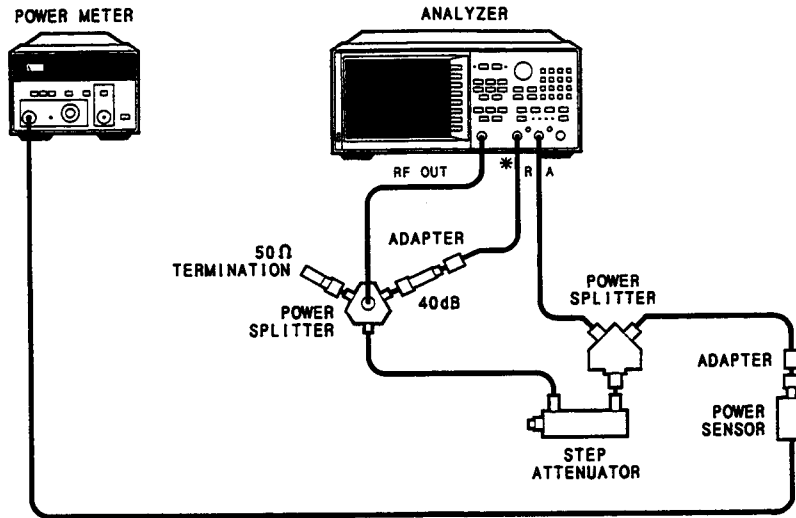 POWER METER
ANALYZER
RF OUT
* R A
ADAPTER
50Ω
TERMINATION
40dB
POWER
SPLITTER
POWER
SPLITTER
ADAPTER
POWER
SENSOR
STEP
ATTENUATOR